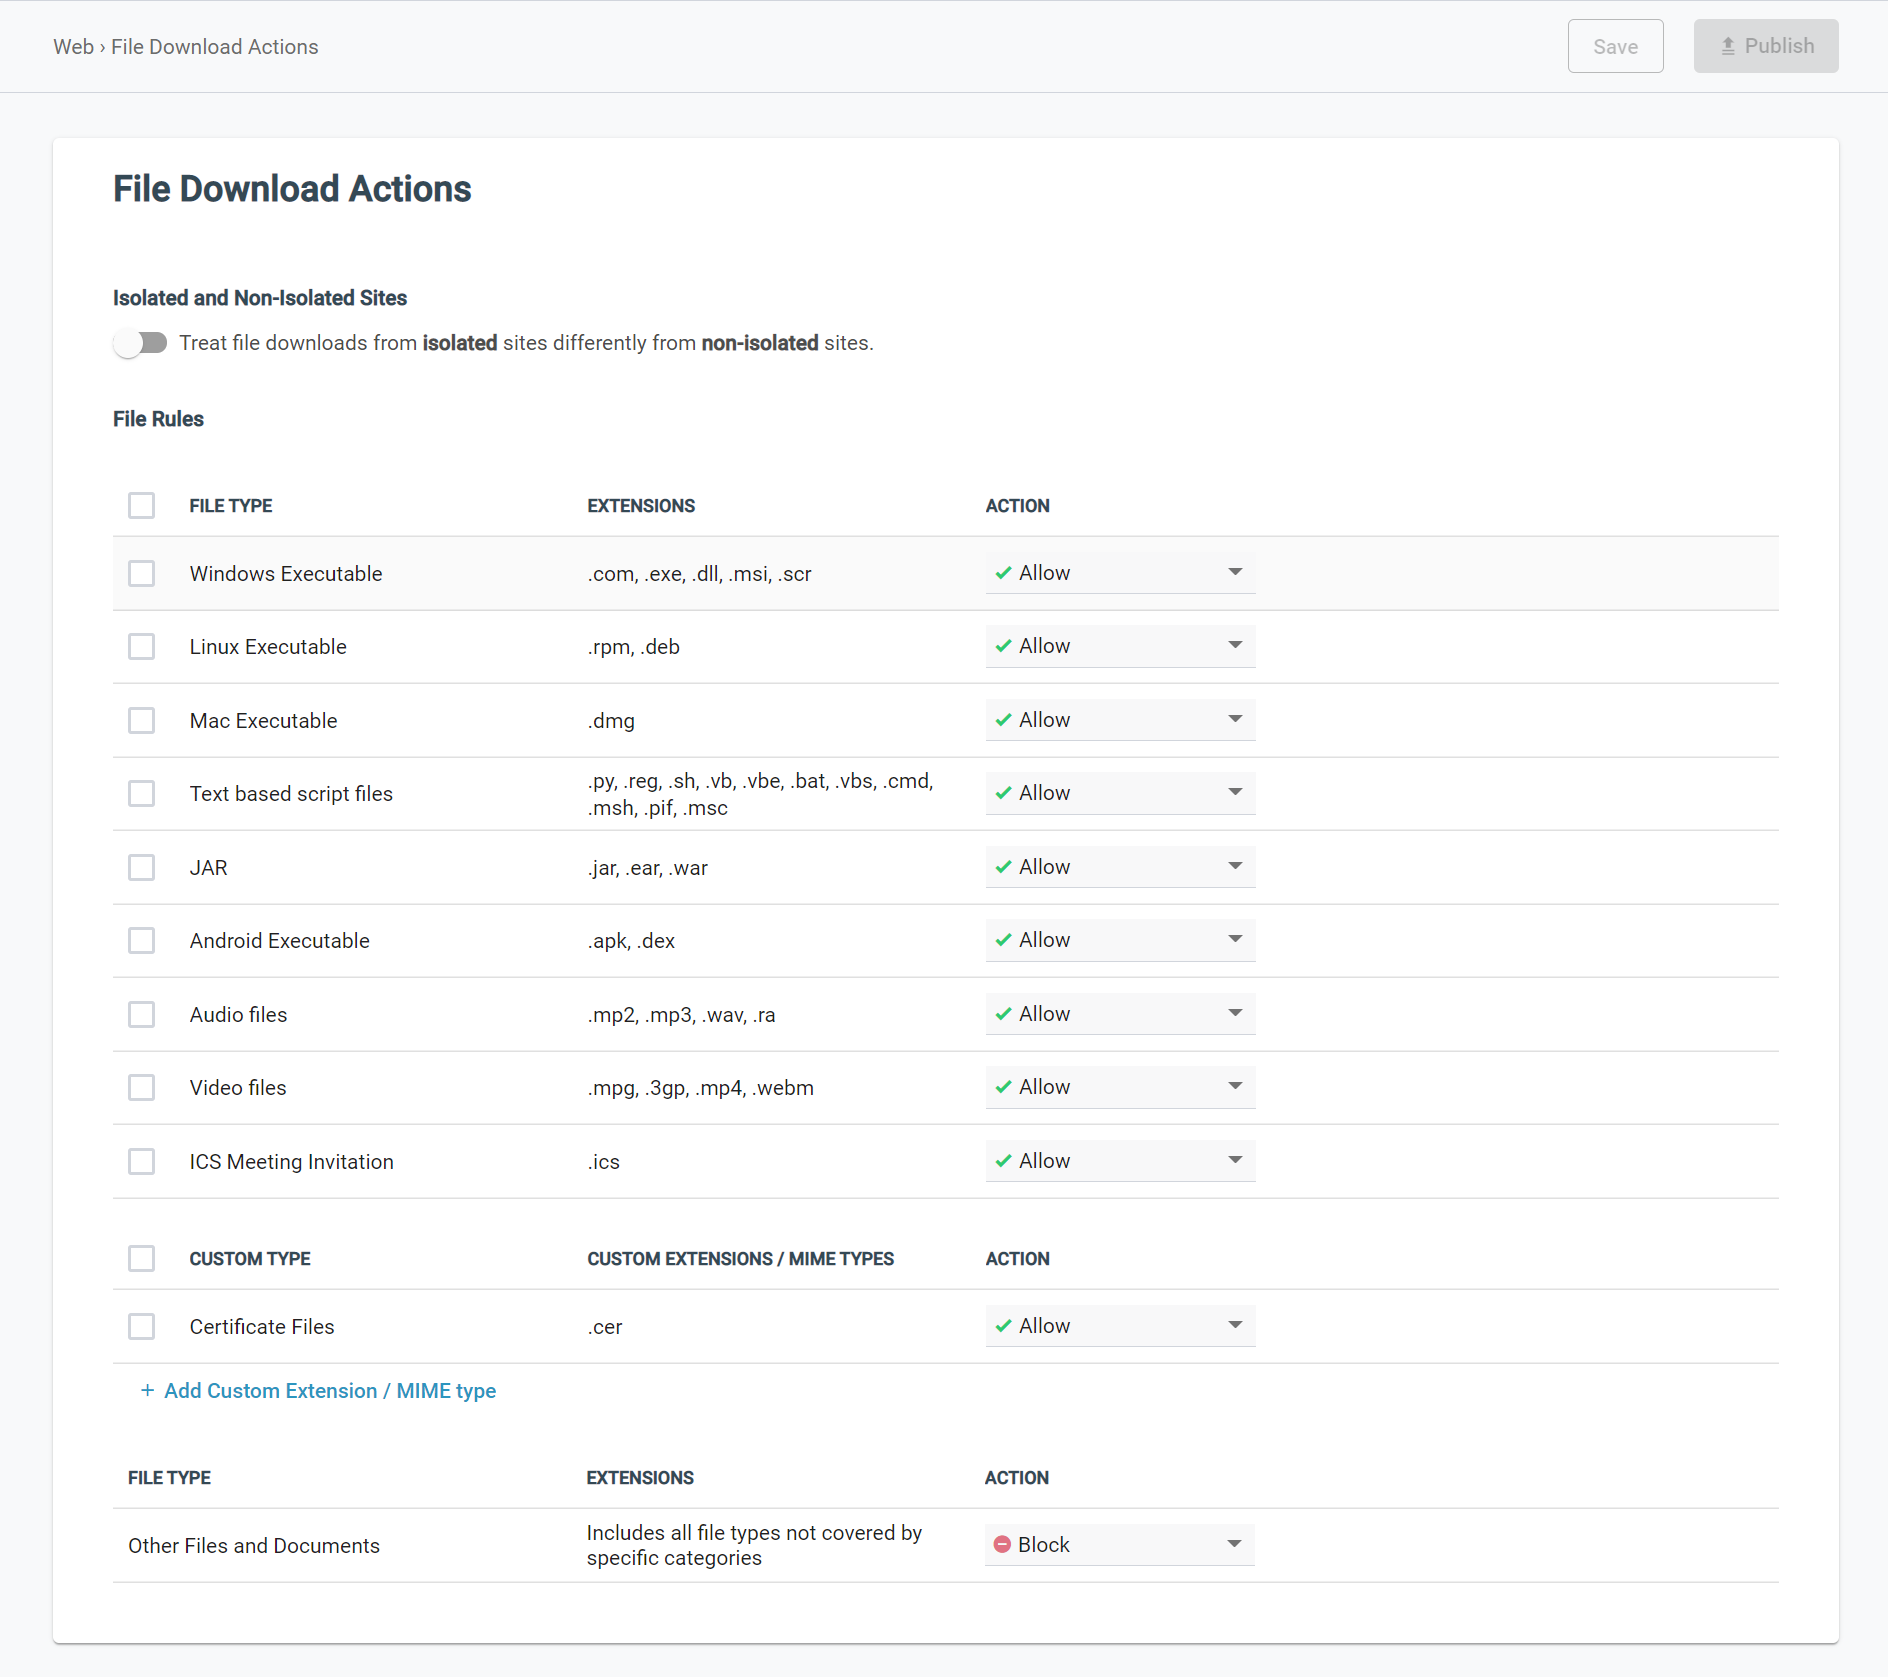 Web › File Download Actions
Save
Publish
File Download Actions
Isolated and Non-Isolated Sites
Treat file downloads from isolated sites differently from non-isolated sites.
File Rules
FILE TYPE EXTENSIONS ACTION
Windows Executable .com, .exe, .dll, .msi, .scr Allow
Linux Executable .rpm, .deb Allow
Mac Executable .dmg Allow
Text based script files .py, .reg, .sh, .vb, .vbe, .bat, .vbs, .cmd, Allow
.msh, .pif, .msc
JAR .jar, .ear, .war Allow
Android Executable .apk, .dex Allow
Audio files .mp2, .mp3, .wav, .ra Allow
Video files .mpg, .3gp, .mp4, .webm Allow
ICS Meeting Invitation .ics Allow
CUSTOM TYPE CUSTOM EXTENSIONS / MIME TYPES ACTION
Certificate Files .cer Allow
+ Add Custom Extension / MIME type
FILE TYPE EXTENSIONS ACTION
Other Files and Documents Includes all file types not covered by Block
specific categories